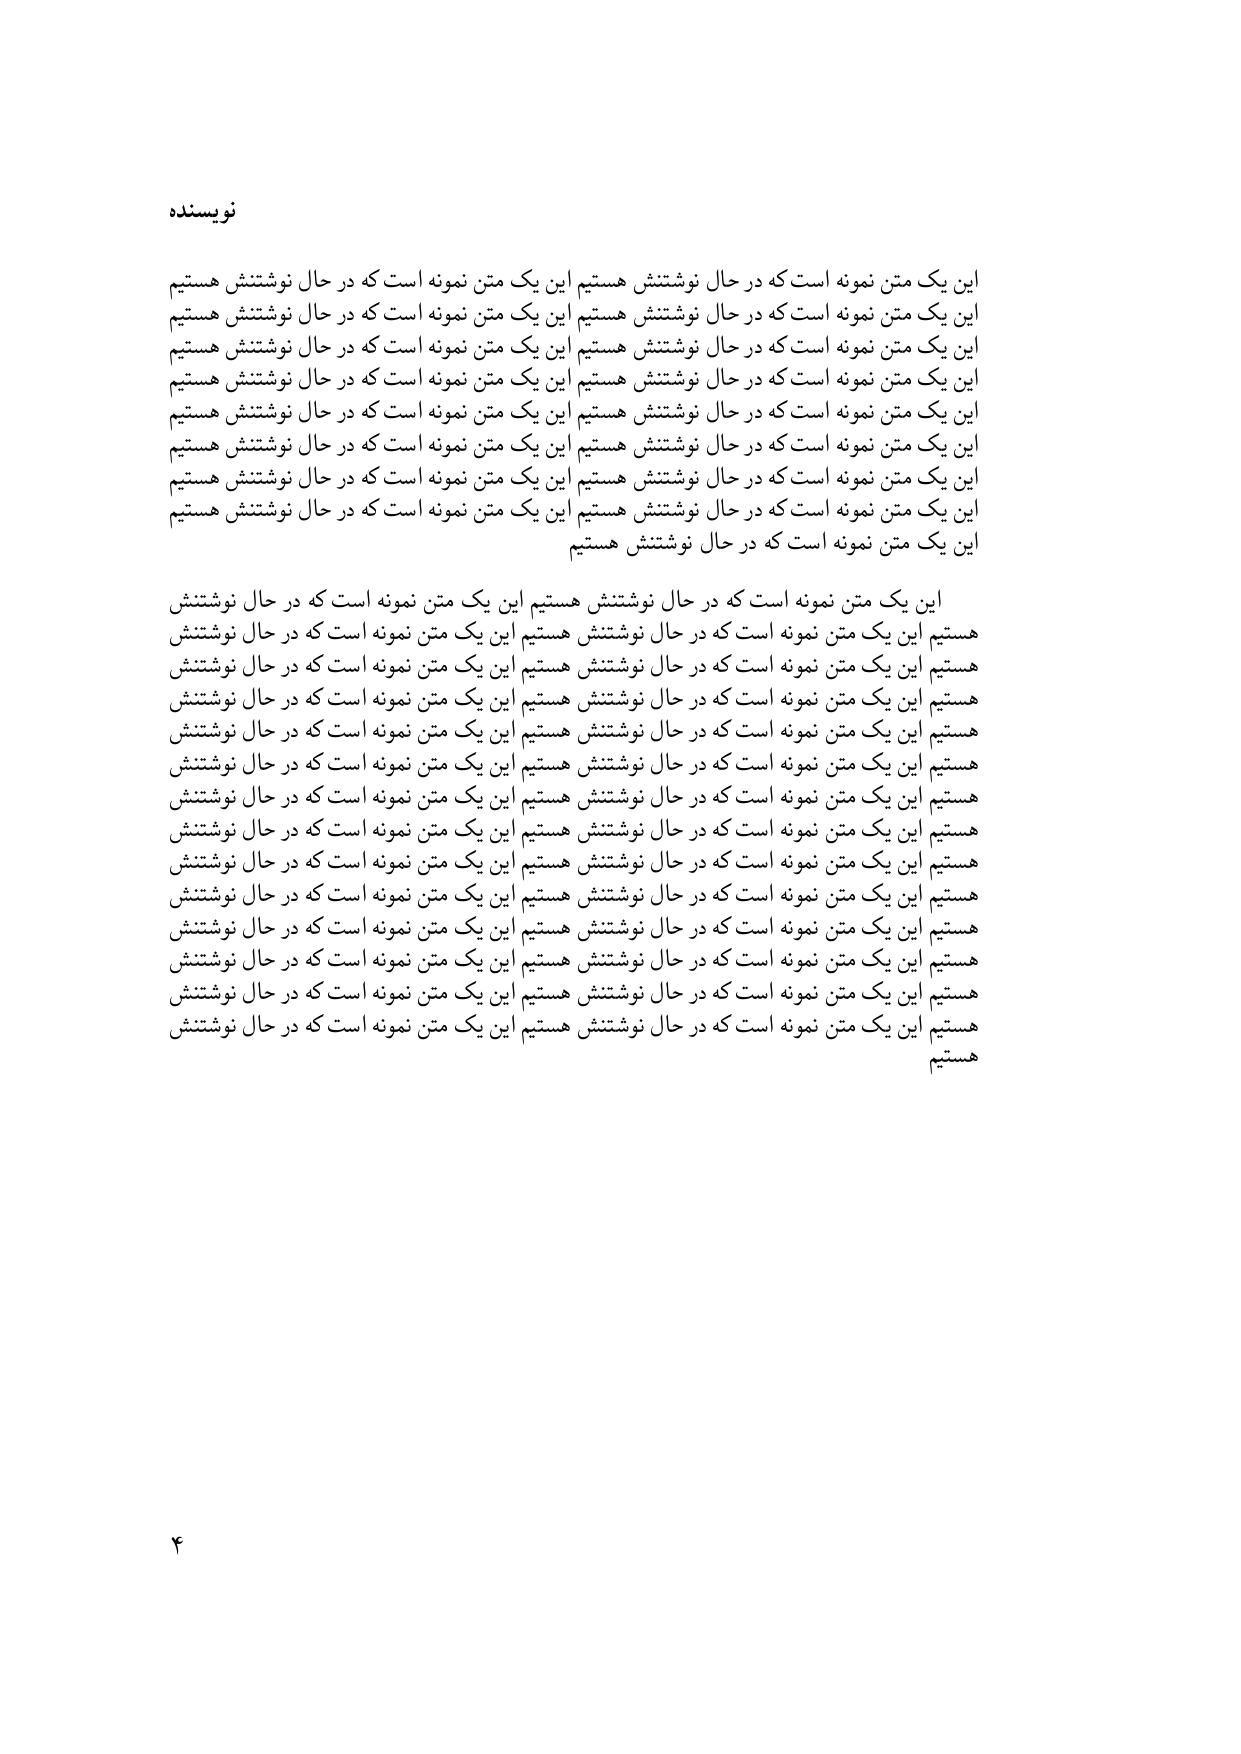 نویسنده
این یک متن نمونه است که در حال نوشتنش هستیم این یک متن نمونه است که در حال نوشتنش هستیم
این یک متن نمونه است که در حال نوشتنش هستیم این یک متن نمونه است که در حال نوشتنش هستیم
این یک متن نمونه است که در حال نوشتنش هستیم این یک متن نمونه است که در حال نوشتنش هستیم
این یک متن نمونه است که در حال نوشتنش هستیم این یک متن نمونه است که در حال نوشتنش هستیم
این یک متن نمونه است که در حال نوشتنش هستیم این یک متن نمونه است که در حال نوشتنش هستیم
این یک متن نمونه است که در حال نوشتنش هستیم این یک متن نمونه است که در حال نوشتنش هستیم
این یک متن نمونه است که در حال نوشتنش هستیم این یک متن نمونه است که در حال نوشتنش هستیم
این یک متن نمونه است که در حال نوشتنش هستیم این یک متن نمونه است که در حال نوشتنش هستیم
این یک متن نمونه است که در حال نوشتنش هستیم
این یک متن نمونه است که در حال نوشتنش هستیم این یک متن نمونه است که در حال نوشتنش
هستیم این یک متن نمونه است که در حال نوشتنش هستیم این یک متن نمونه است که در حال نوشتنش
هستیم این یک متن نمونه است که در حال نوشتنش هستیم این یک متن نمونه است که در حال نوشتنش
هستیم این یک متن نمونه است که در حال نوشتنش هستیم این یک متن نمونه است که در حال نوشتنش
هستیم این یک متن نمونه است که در حال نوشتنش هستیم این یک متن نمونه است که در حال نوشتنش
هستیم این یک متن نمونه است که در حال نوشتنش هستیم این یک متن نمونه است که در حال نوشتنش
هستیم این یک متن نمونه است که در حال نوشتنش هستیم این یک متن نمونه است که در حال نوشتنش
هستیم این یک متن نمونه است که در حال نوشتنش هستیم این یک متن نمونه است که در حال نوشتنش
هستیم این یک متن نمونه است که در حال نوشتنش هستیم این یک متن نمونه است که در حال نوشتنش
هستیم این یک متن نمونه است که در حال نوشتنش هستیم این یک متن نمونه است که در حال نوشتنش
هستیم این یک متن نمونه است که در حال نوشتنش هستیم این یک متن نمونه است که در حال نوشتنش
هستیم این یک متن نمونه است که در حال نوشتنش هستیم این یک متن نمونه است که در حال نوشتنش
هستیم این یک متن نمونه است که در حال نوشتنش هستیم این یک متن نمونه است که در حال نوشتنش
هستیم این یک متن نمونه است که در حال نوشتنش هستیم این یک متن نمونه است که در حال نوشتنش
هستیم
۴